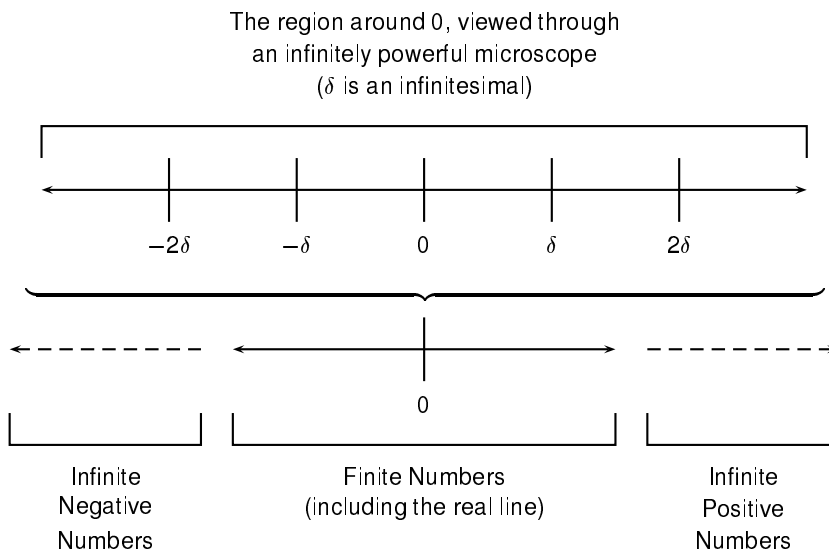 The region around 0, viewed through
an infinitely powerful microscope
(δ is an infinitesimal)
−2δ −δ 0 δ 2δ
0
Infinite
Negative
Numbers
Finite Numbers
(including the real line)
Infinite
Positive
Numbers